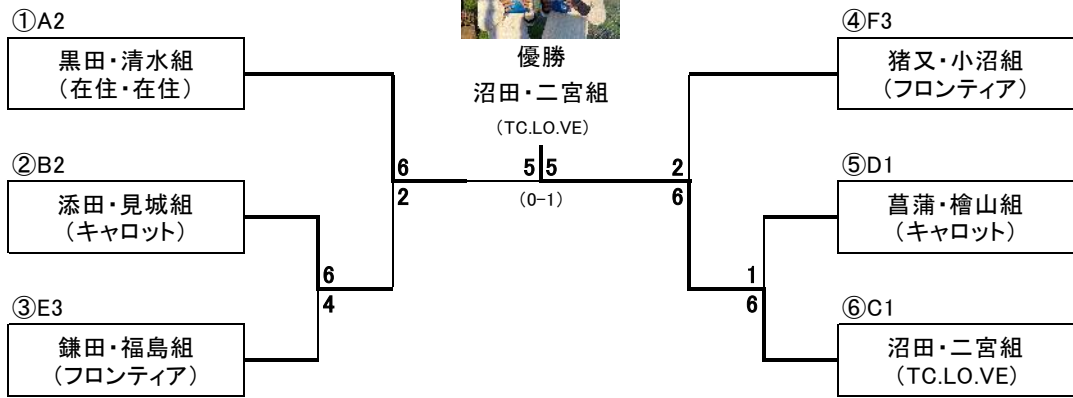 ①A2
黒田・清水組
(在住・在住)
②B2
添田・見城組
(キャロット)
③E3
鎌田・福島組
(フロンティア)
6
2
6
4
優勝
沼田・二宮組
(TC.LO.VE)
5 5
(0-1)
2
6
1
6
④F3
猪又・小沼組
(フロンティア)
⑤D1
菖蒲・檜山組
(キャロット)
⑥C1
沼田・二宮組
(TC.LO.VE)